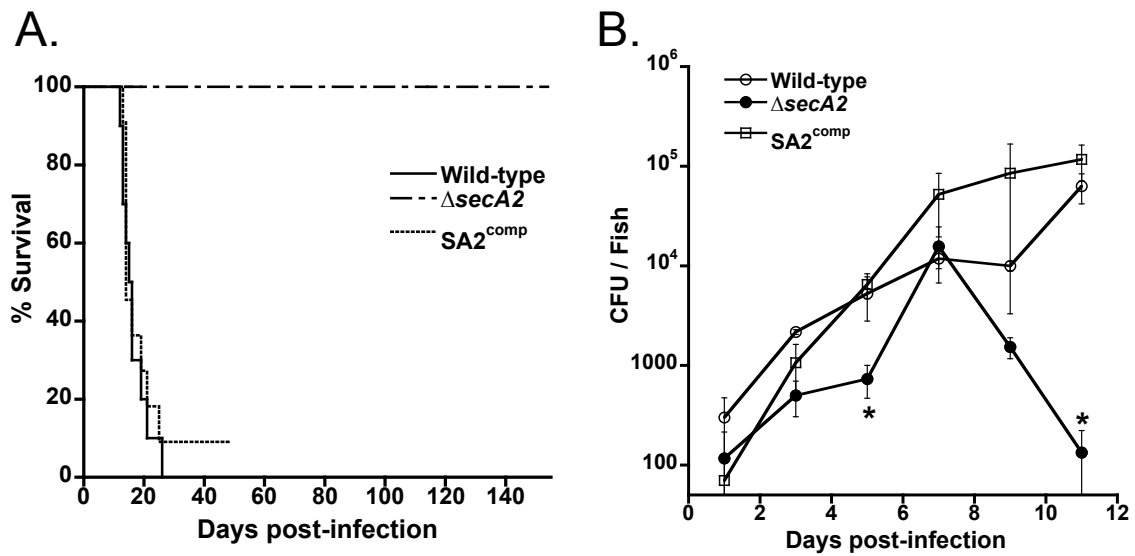 A.
100
80
60
40
20
0
% Survival
0 20 40 60 80 100 120 140
Days post-infection
Wild-type
ΔsecA2
SA2comp
B.
10⁶
10⁵
10⁴
1000
100
CFU / Fish
0 2 4 6 8 10 12
Days post-infection
Wild-type
ΔsecA2
SA2comp
*
*